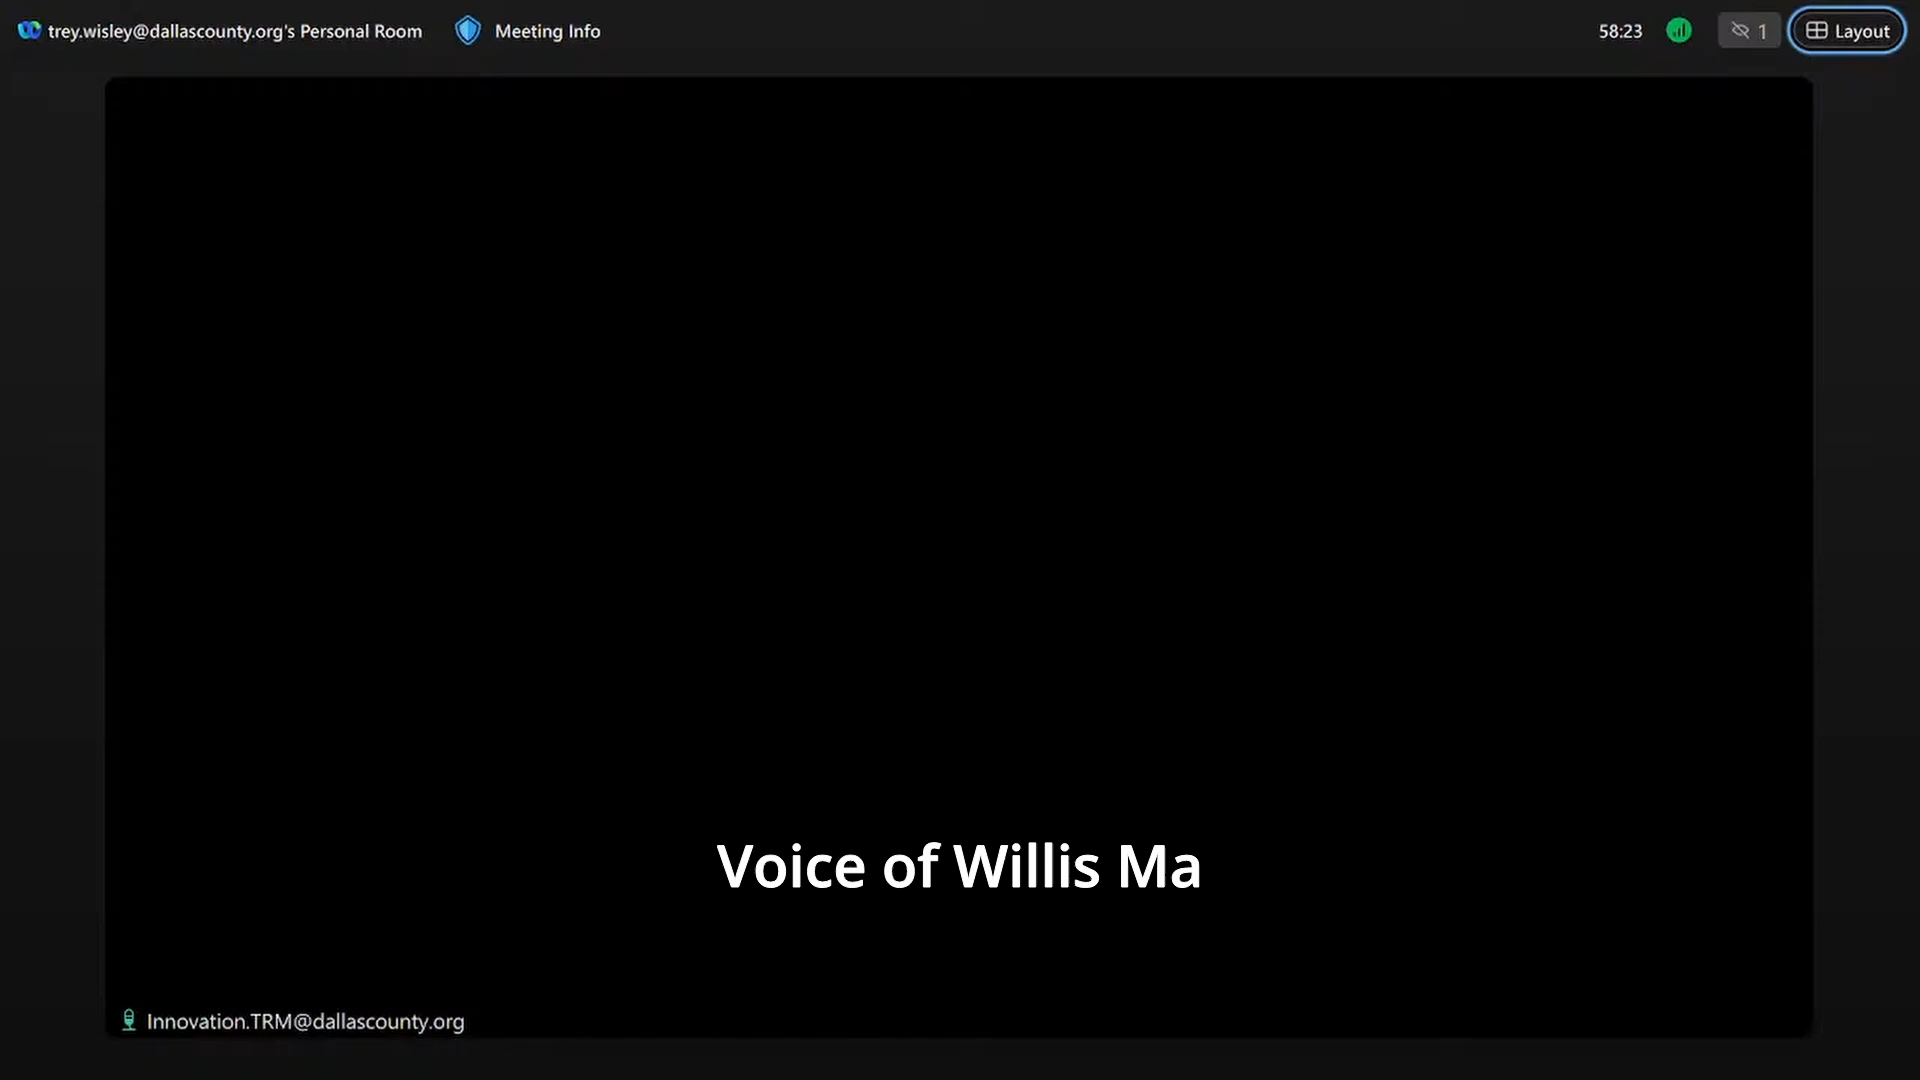 trey.wisley@dallascounty.org's Personal Room Meeting Info 58:23 1 Layout
Voice of Willis Ma
Innovation.TRM@dallascounty.org